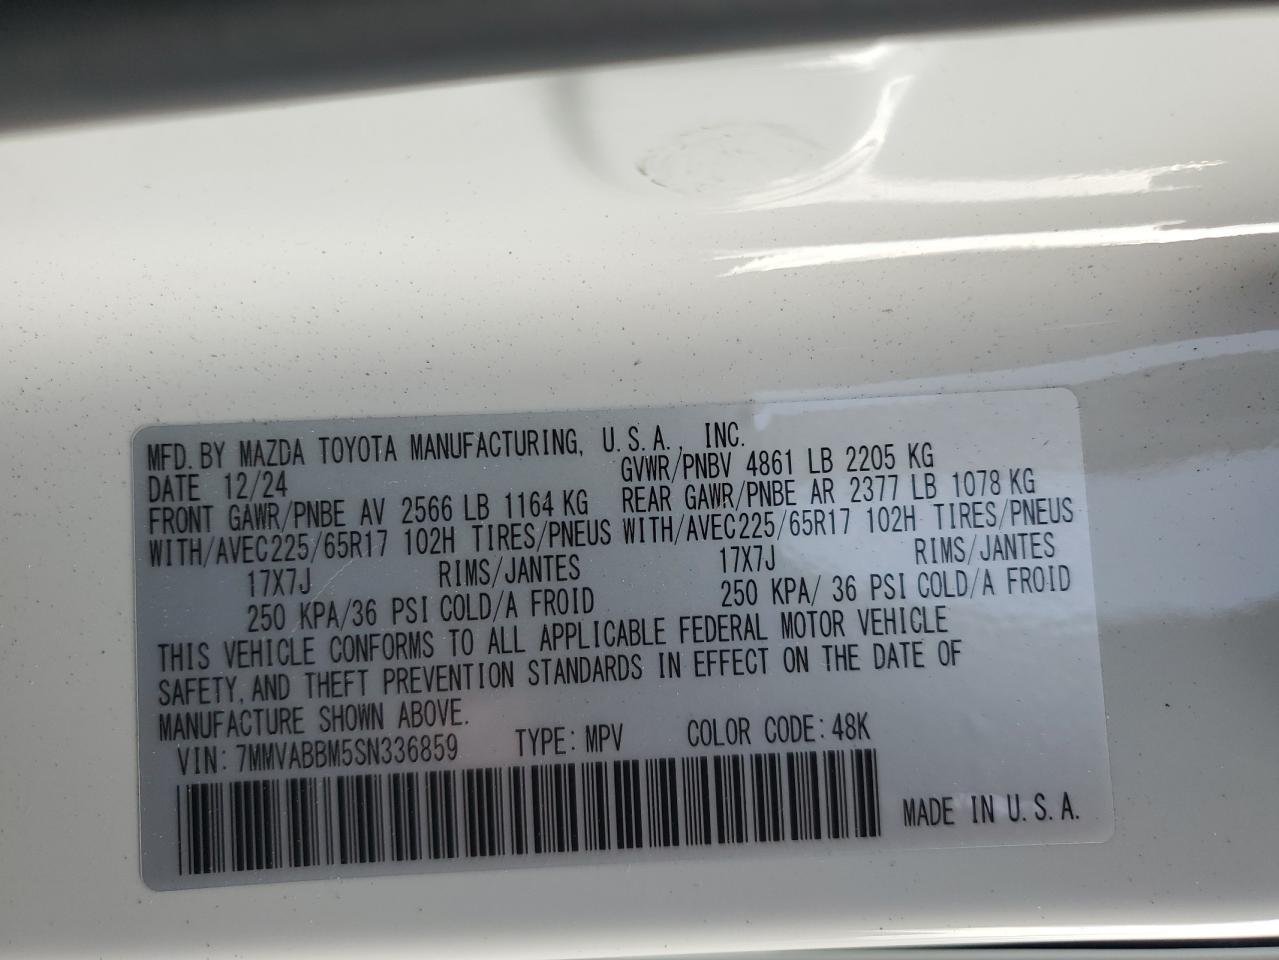 MFD. BY MAZDA TOYOTA MANUFACTURING, U.S.A., INC.
DATE 12/24 GVWR/PNBV 4861 LB 2205 KG
FRONT GAWR/PNBE AV 2566 LB 1164 KG REAR GAWR/PNBE AR 2377 LB 1078 KG
WITH/AVEC225/65R17 102H TIRES/PNEUS WITH/AVEC225/65R17 102H TIRES/PNEUS
17X7J RIMS/JANTES 17X7J RIMS/JANTES
250 KPA/36 PSI COLD/A FROID 250 KPA/ 36 PSI COLD/A FROID
THIS VEHICLE CONFORMS TO ALL APPLICABLE FEDERAL MOTOR VEHICLE
SAFETY, AND THEFT PREVENTION STANDARDS IN EFFECT ON THE DATE OF
MANUFACTURE SHOWN ABOVE.
VIN: 7MMVABBM5SN336859 TYPE: MPV COLOR CODE: 48K
MADE IN U.S.A.